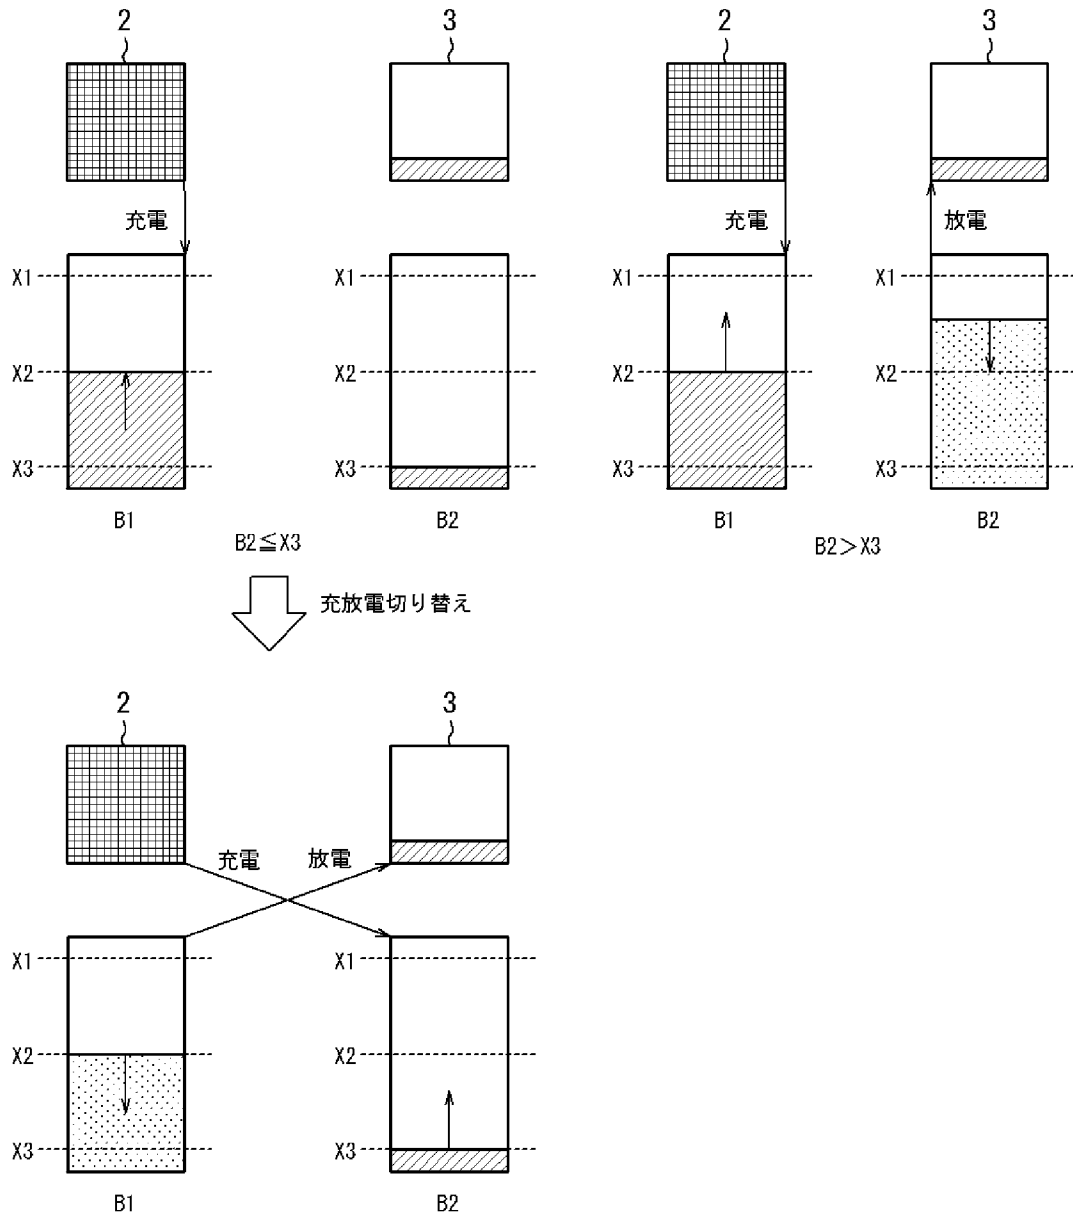 2 3 2 3
充電 充電 放電
X1 X1 X1 X1
X2 X2 X2 X2
X3 X3 X3 X3
B1 B2 B1 B2
B2≦X3 B2>X3
充放電切り替え
2 3
充電 放電
X1 X1
X2 X2
X3 X3
B1 B2